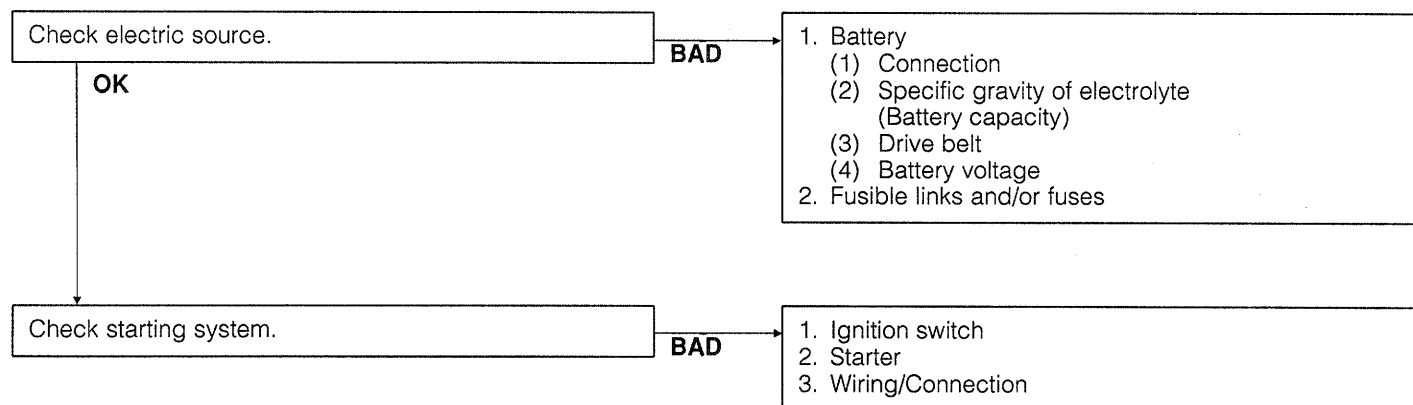 Check electric source.
BAD
OK
1. Battery
(1) Connection
(2) Specific gravity of electrolyte
(Battery capacity)
(3) Drive belt
(4) Battery voltage
2. Fusible links and/or fuses
Check starting system.
BAD
1. Ignition switch
2. Starter
3. Wiring/Connection